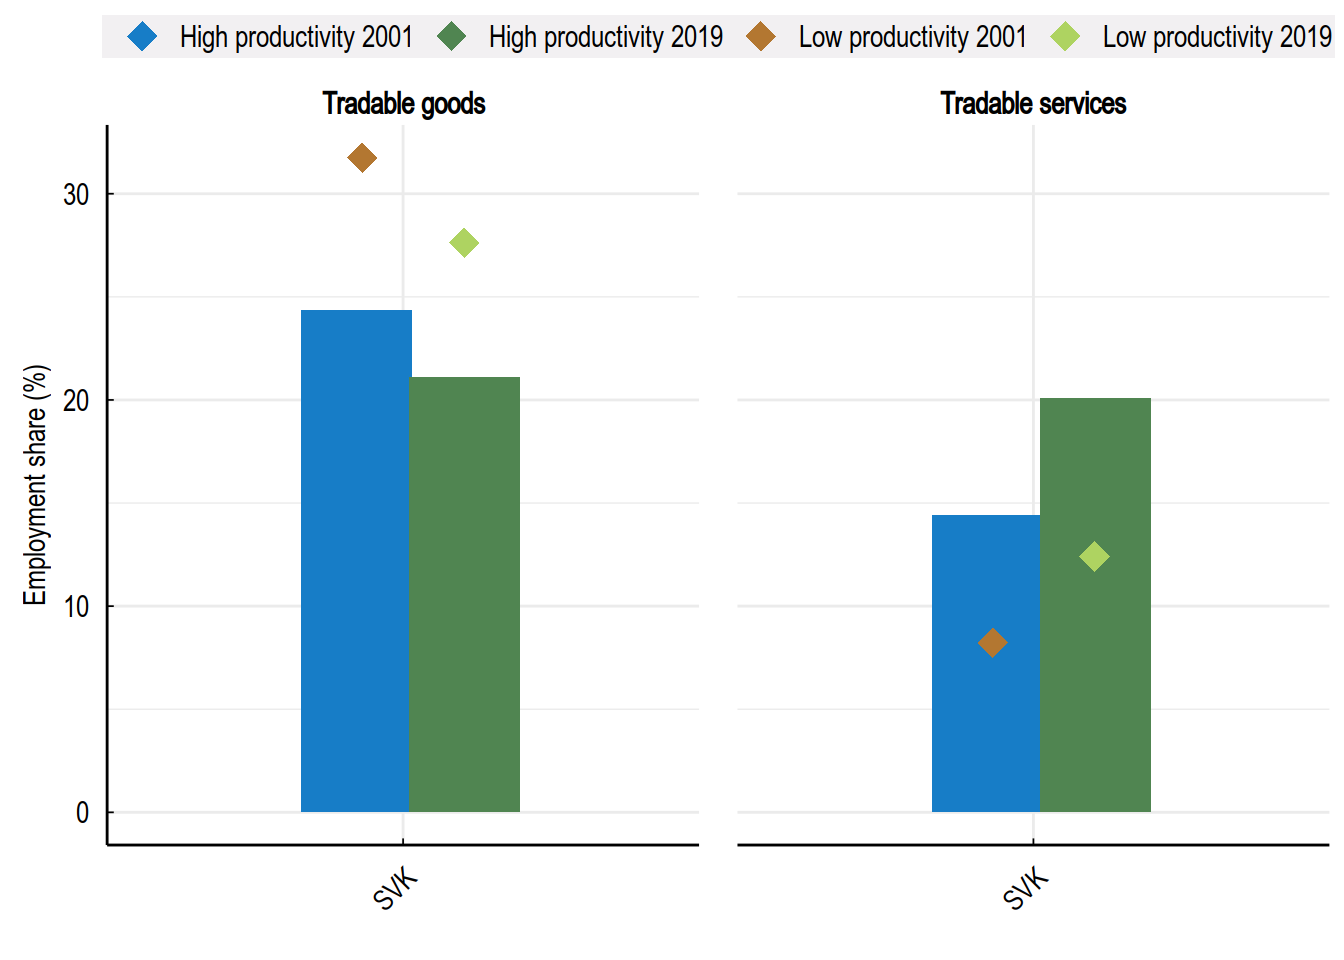 High productivity 2001 High productivity 2019 Low productivity 2001 Low productivity 2019
Tradable goods
Tradable services
Employment share (%)
30
20
10
0
SVK
SVK